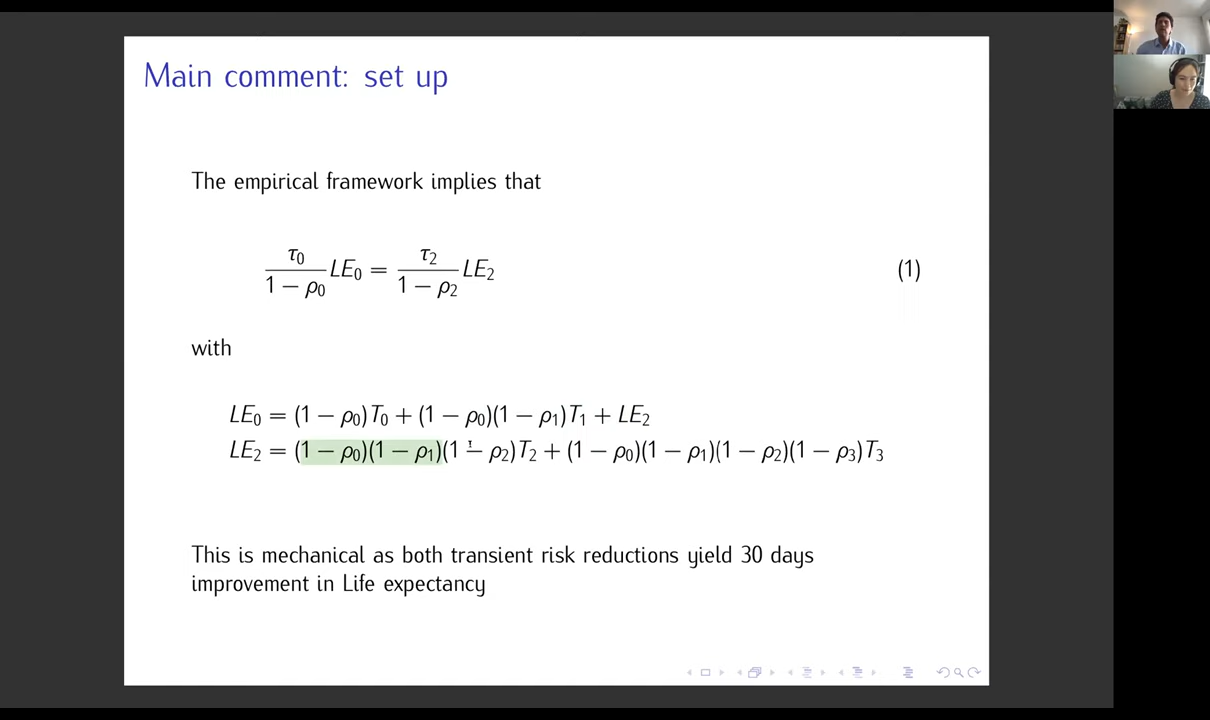 Main comment: set up
The empirical framework implies that
τ₀/(1 − ρ₀) LE₀ = τ₂/(1 − ρ₂) LE₂ (1)
with
LE₀ = (1 − ρ₀)T₀ + (1 − ρ₀)(1 − ρ₁)T₁ + LE₂
LE₂ = (1 − ρ₀)(1 − ρ₁)(1 − ρ₂)T₂ + (1 − ρ₀)(1 − ρ₁)(1 − ρ₂)(1 − ρ₃)T₃
This is mechanical as both transient risk reductions yield 30 days
improvement in Life expectancy